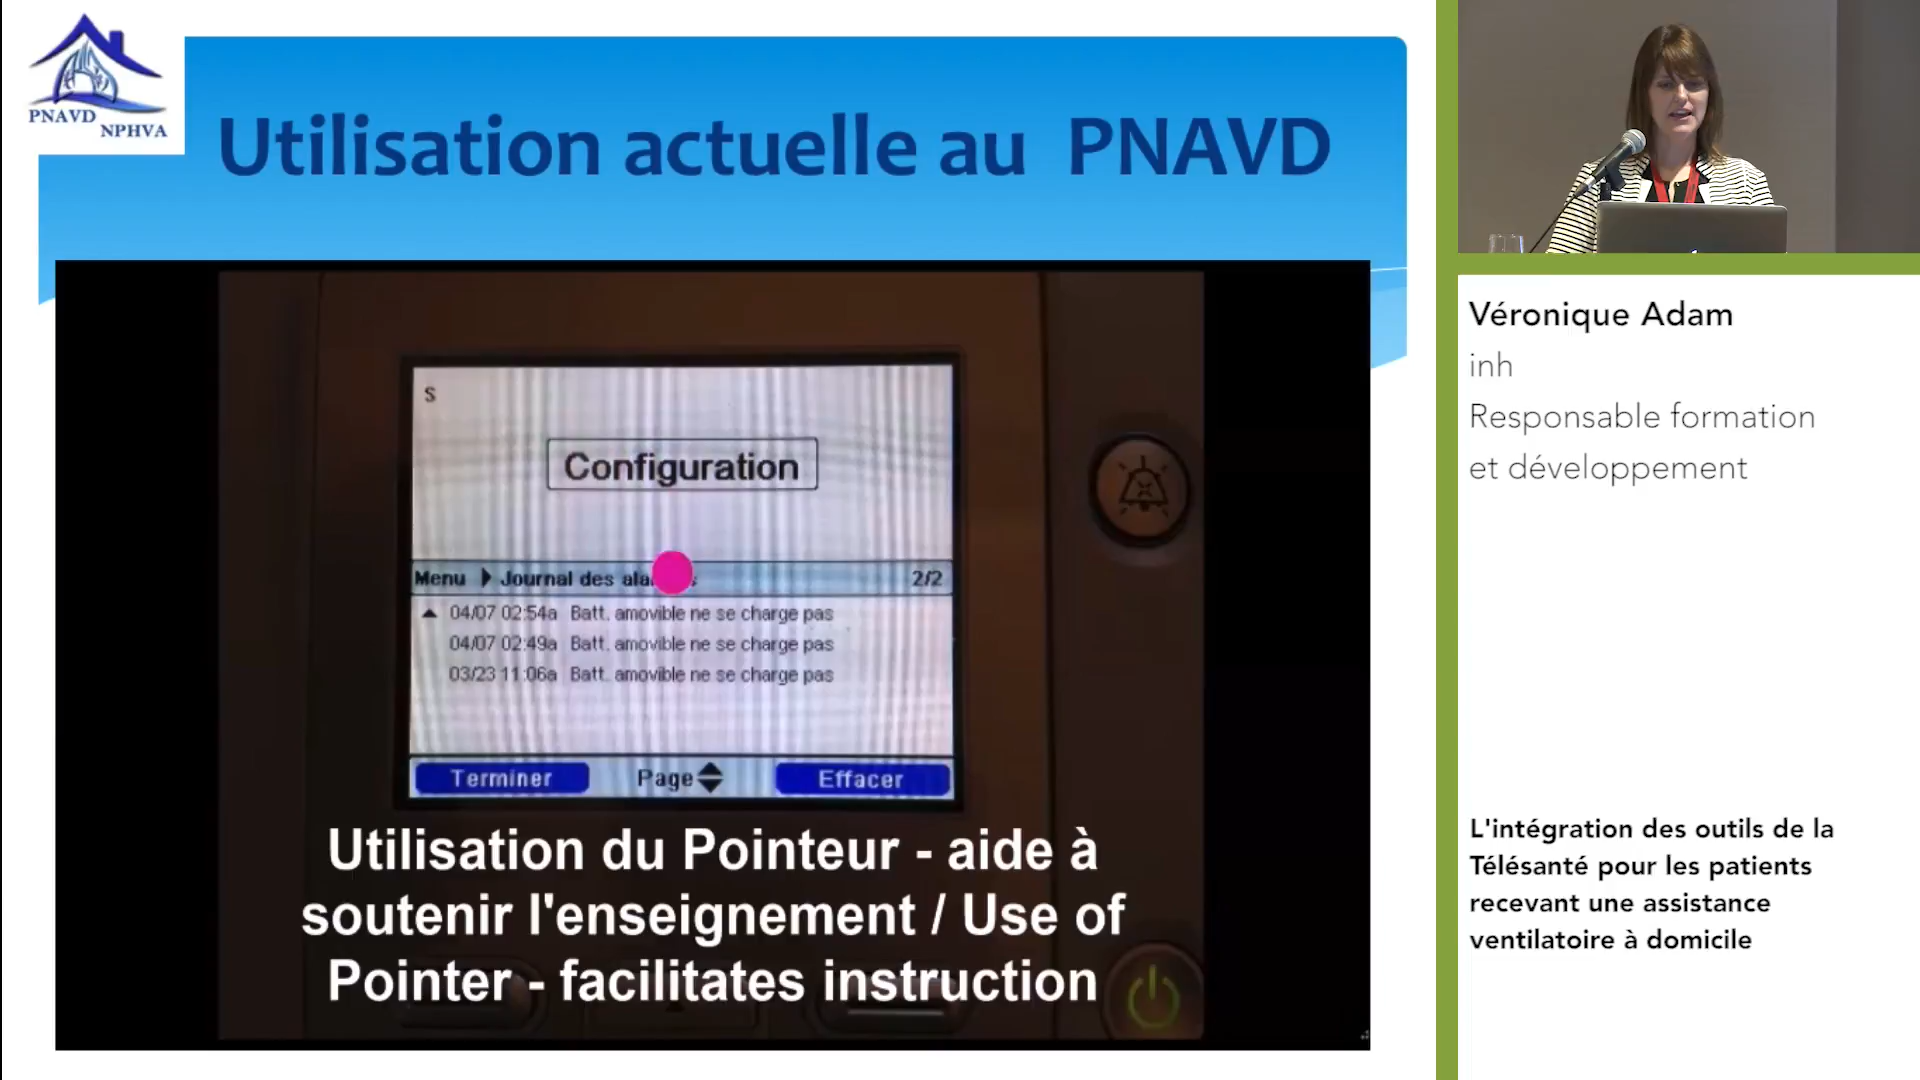 PNAVD
NPHVA
Utilisation actuelle au PNAVD
S
Configuration
Menu Journal des 2/2
04/07 02:54a Batt. amovible ne se charge pas
04/07 02:49a Batt. amovible ne se charge pas
03/23 11:06a Batt. amovible ne se charge pas
Terminer Page Effacer
Utilisation du Pointeur - aide à
soutenir l'enseignement / Use of
Pointer - facilitates instruction
Véronique Adam
inh
Responsable formation
et développement
L'intégration des outils de la
Télésanté pour les patients
recevant une assistance
ventilatoire à domicile